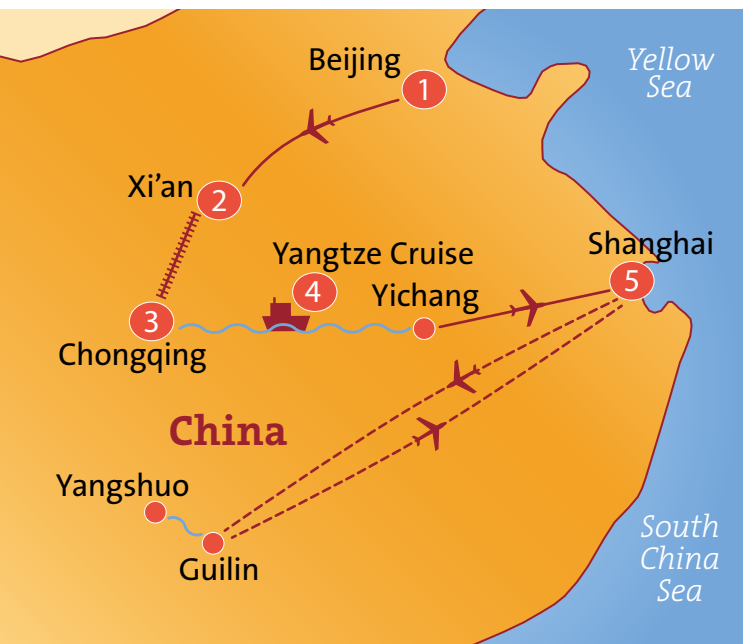 Beijing
Yellow
Sea
1
Xi’an
2
Shanghai
Yangtze Cruise
5
4
Yichang
3
Chongqing
China
Yangshuo
Guilin
South
China
Sea